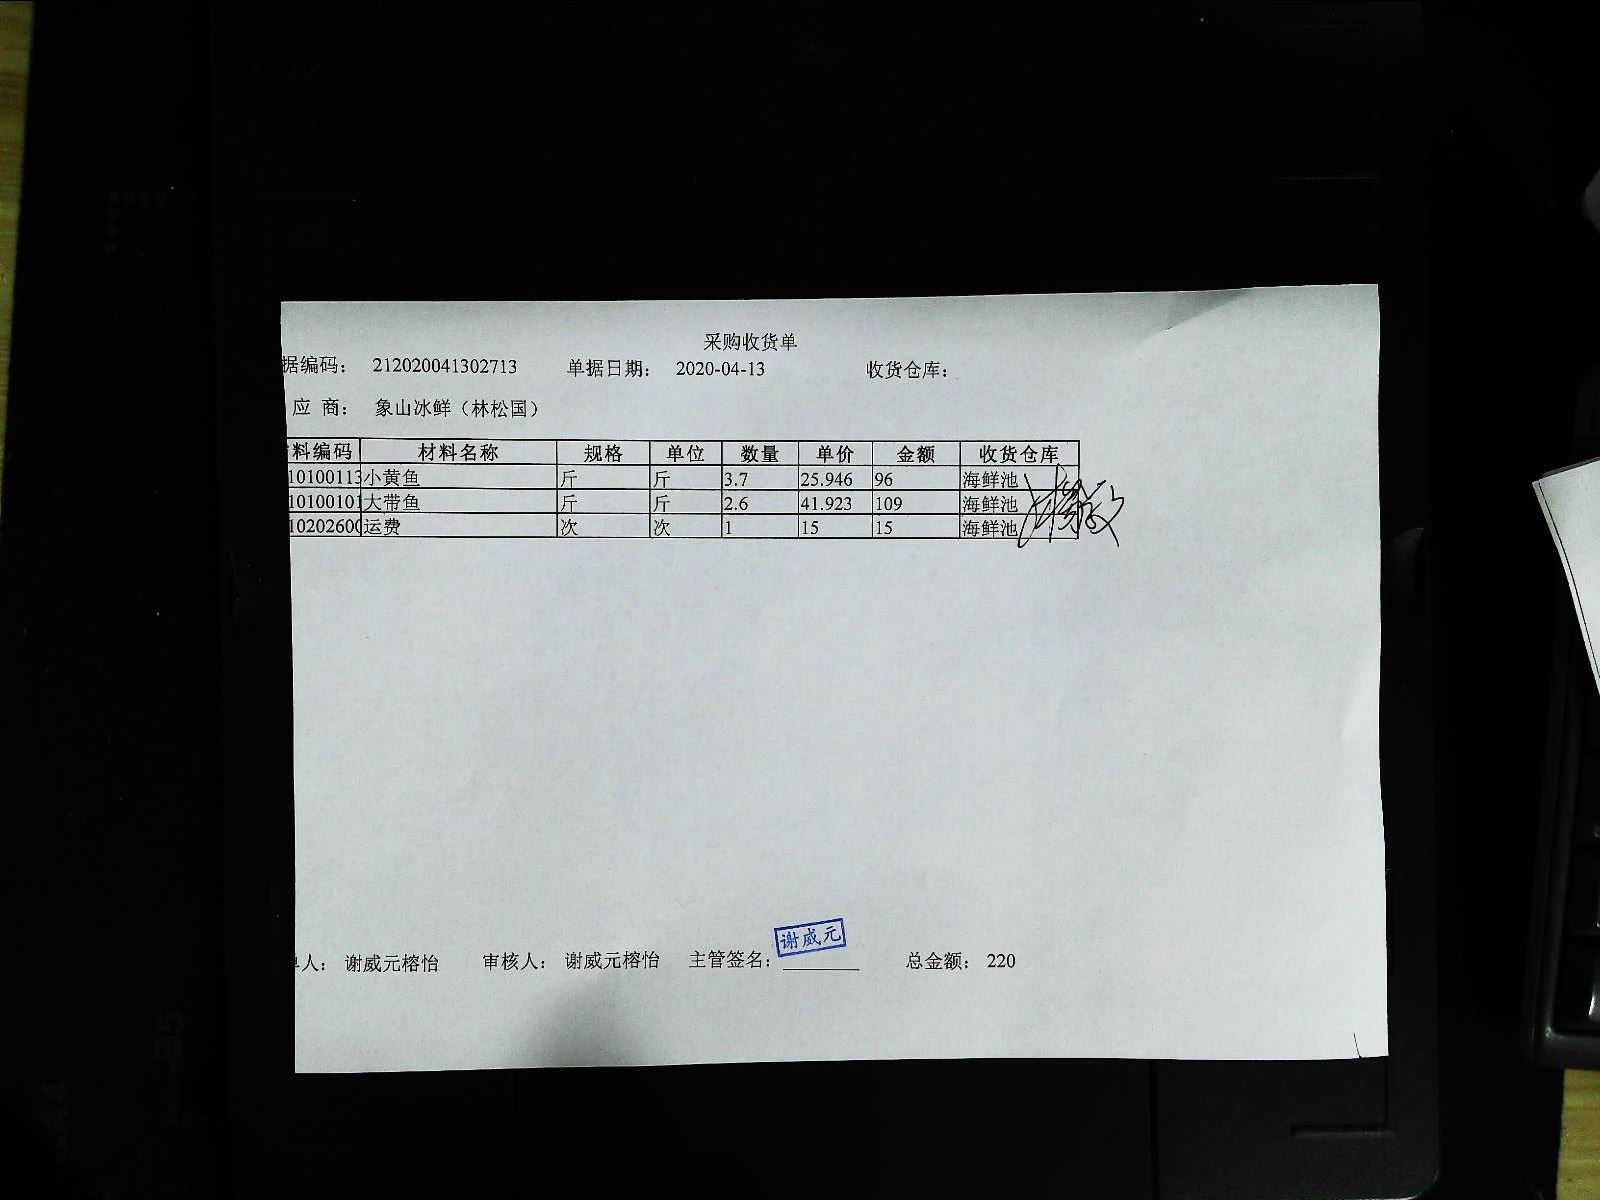 采购收货单
据编码： 212020041302713 单据日期： 2020-04-13 收货仓库：
应 商： 象山冰鲜（林松国）
料编码 材料名称 规格 单位 数量 单价 金额 收货仓库
10100113 小黄鱼 斤 斤 3.7 25.946 96 海鲜池
10100101 大带鱼 斤 斤 2.6 41.923 109 海鲜池
10202600 运费 次 次 1 15 15 海鲜池
谢威元
人： 谢威元榕怡 审核人： 谢威元榕怡 主管签名： 总金额： 220
B5
A4